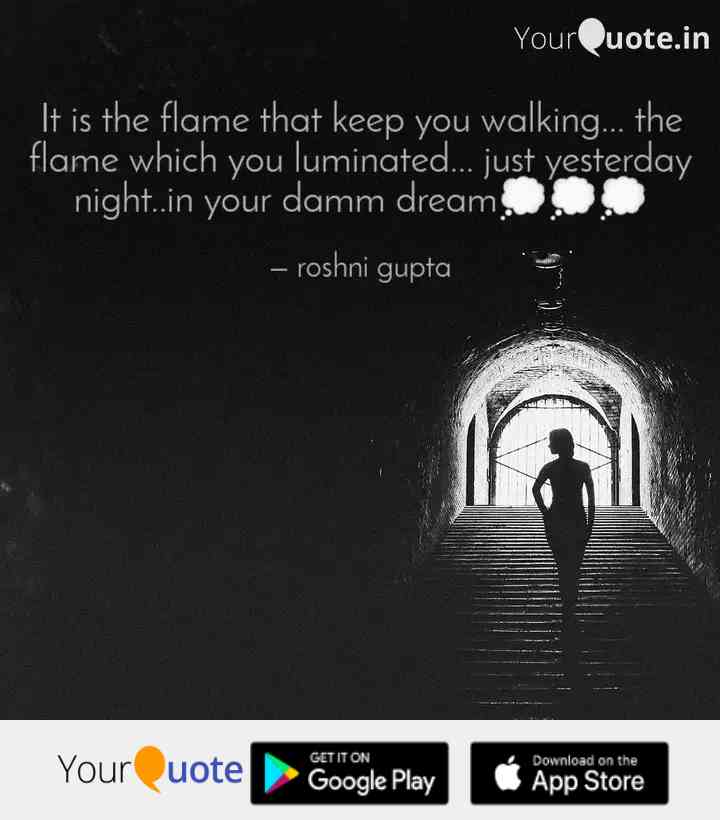 YourQuote.in
It is the flame that keep you walking... the
flame which you luminated... just yesterday
night..in your damm dream💭💭💭
– roshni gupta
YourQuote
GET IT ON
Google Play
Download on the
App Store